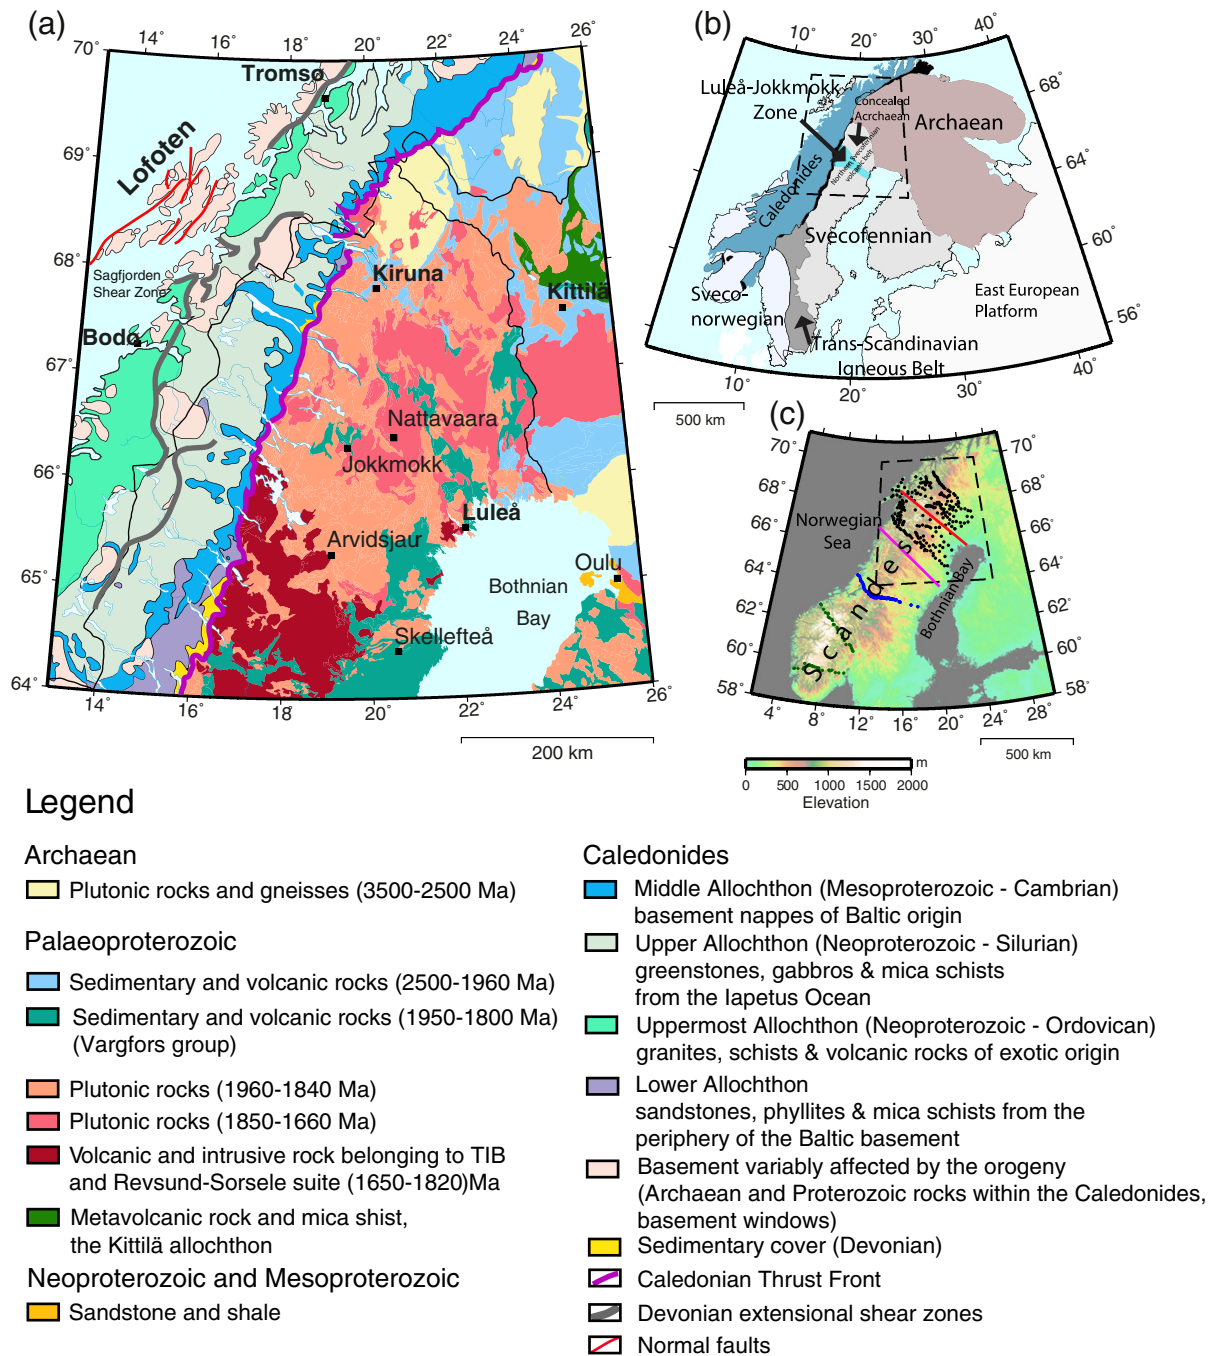 (a)
70° 14° 16° 18° 20° 22° 24° 26°
Tromsø
69°
Lofoten
68°
Sagfjorden
Shear Zone
Kiruna
Kittilä
Bodø
67°
Nattavaara
66°
Jokkmokk
Luleå
Arvidsjaur
Oulu
65°
Bothnian
Bay
Skellefteå
64°
14° 16° 18° 20° 22° 24° 26°
200 km
(b)
10° 20° 30° 40°
68°
Luleå-Jokkmokk
Zone
Concealed
Acrchaean
Archaean
Northern Svecofennian
volcanic belt
64°
Caledonides
Svecofennian
60°
Sveco-
norwegian
East European
Platform
56°
Trans-Scandinavian
Igneous Belt
10° 20° 30° 40°
500 km
(c)
70° 70°
68° 68°
Norwegian
Sea
66° 66°
64° 64°
Scandes
Bothnian Bay
62° 62°
60° 60°
58° 58°
4° 8° 12° 16° 20° 24° 28°
500 km
m
0 500 1000 1500 2000
Elevation
Legend
Archaean
Plutonic rocks and gneisses (3500-2500 Ma)
Palaeoproterozoic
Sedimentary and volcanic rocks (2500-1960 Ma)
Sedimentary and volcanic rocks (1950-1800 Ma)
(Vargfors group)
Plutonic rocks (1960-1840 Ma)
Plutonic rocks (1850-1660 Ma)
Volcanic and intrusive rock belonging to TIB
and Revsund-Sorsele suite (1650-1820)Ma
Metavolcanic rock and mica shist,
the Kittilä allochthon
Neoproterozoic and Mesoproterozoic
Sandstone and shale
Caledonides
Middle Allochthon (Mesoproterozoic - Cambrian)
basement nappes of Baltic origin
Upper Allochthon (Neoproterozoic - Silurian)
greenstones, gabbros & mica schists
from the Iapetus Ocean
Uppermost Allochthon (Neoproterozoic - Ordovican)
granites, schists & volcanic rocks of exotic origin
Lower Allochthon
sandstones, phyllites & mica schists from the
periphery of the Baltic basement
Basement variably affected by the orogeny
(Archaean and Proterozoic rocks within the Caledonides,
basement windows)
Sedimentary cover (Devonian)
Caledonian Thrust Front
Devonian extensional shear zones
Normal faults